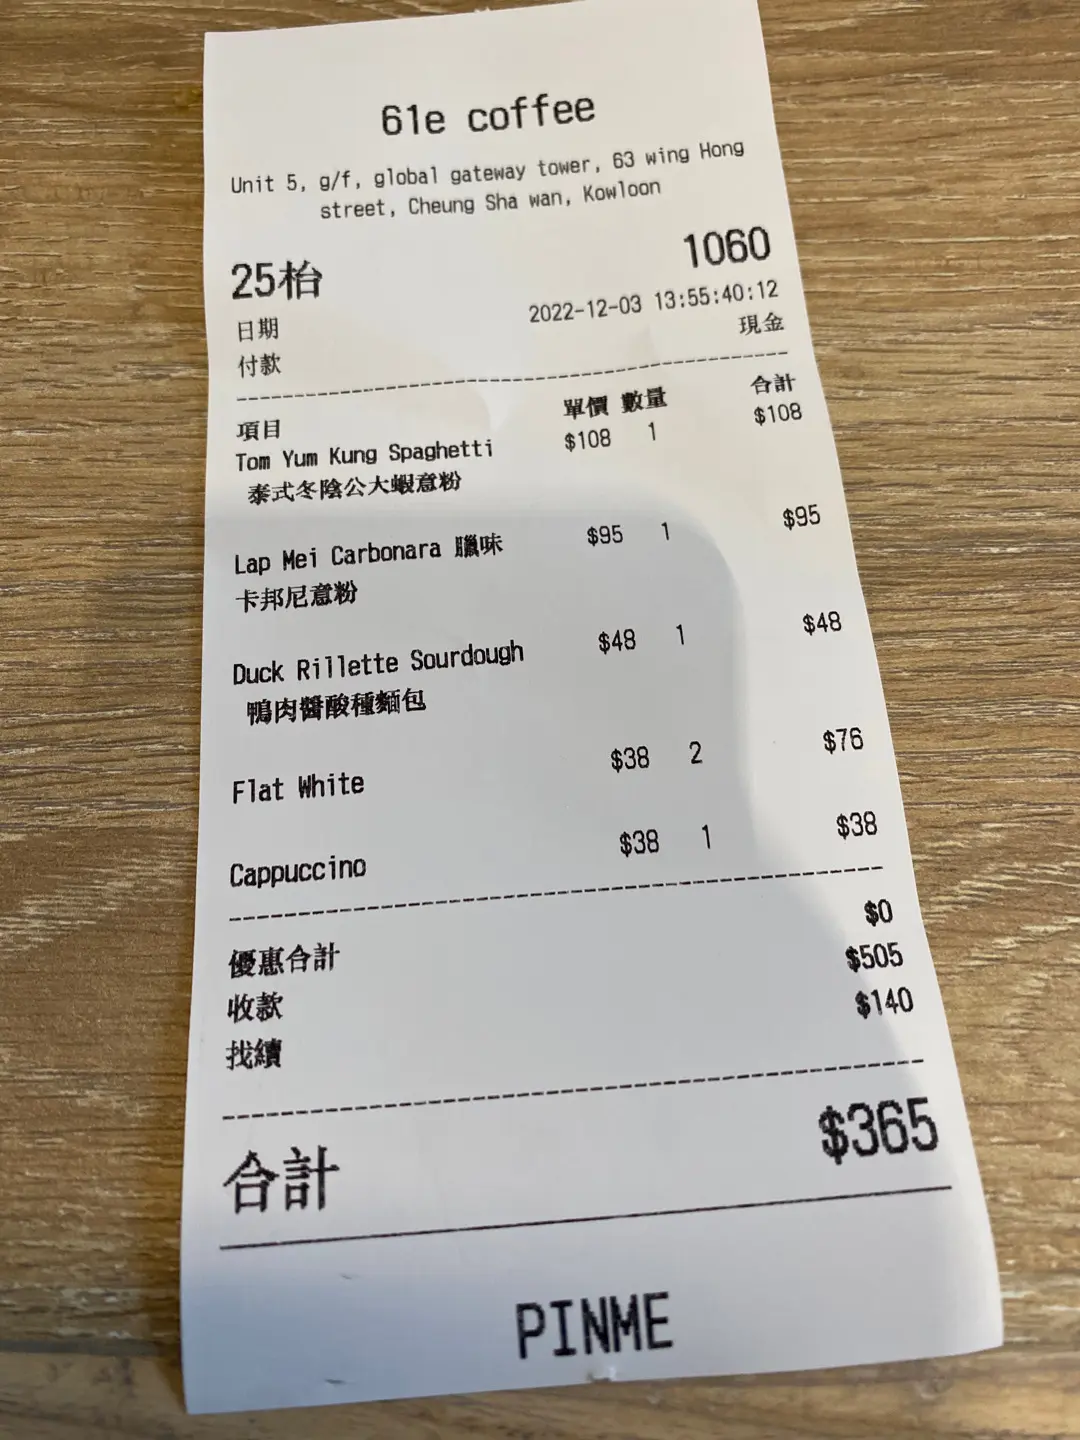 61e coffee
Unit 5, g/f, global gateway tower, 63 wing Hong
street, Cheung Sha wan, Kowloon
25枱 1060
日期 2022-12-03 13:55:40:12
付款 現金
項目 單價 數量 合計
Tom Yum Kung Spaghetti $108 1 $108
泰式冬陰公大蝦意粉
Lap Mei Carbonara 臘味 $95 1 $95
卡邦尼意粉
Duck Rillette Sourdough $48 1 $48
鴨肉醬酸種麵包
Flat White $38 2 $76
Cappuccino $38 1 $38
優惠合計 $0
收款 $505
找續 $140
合計 $365
PINME